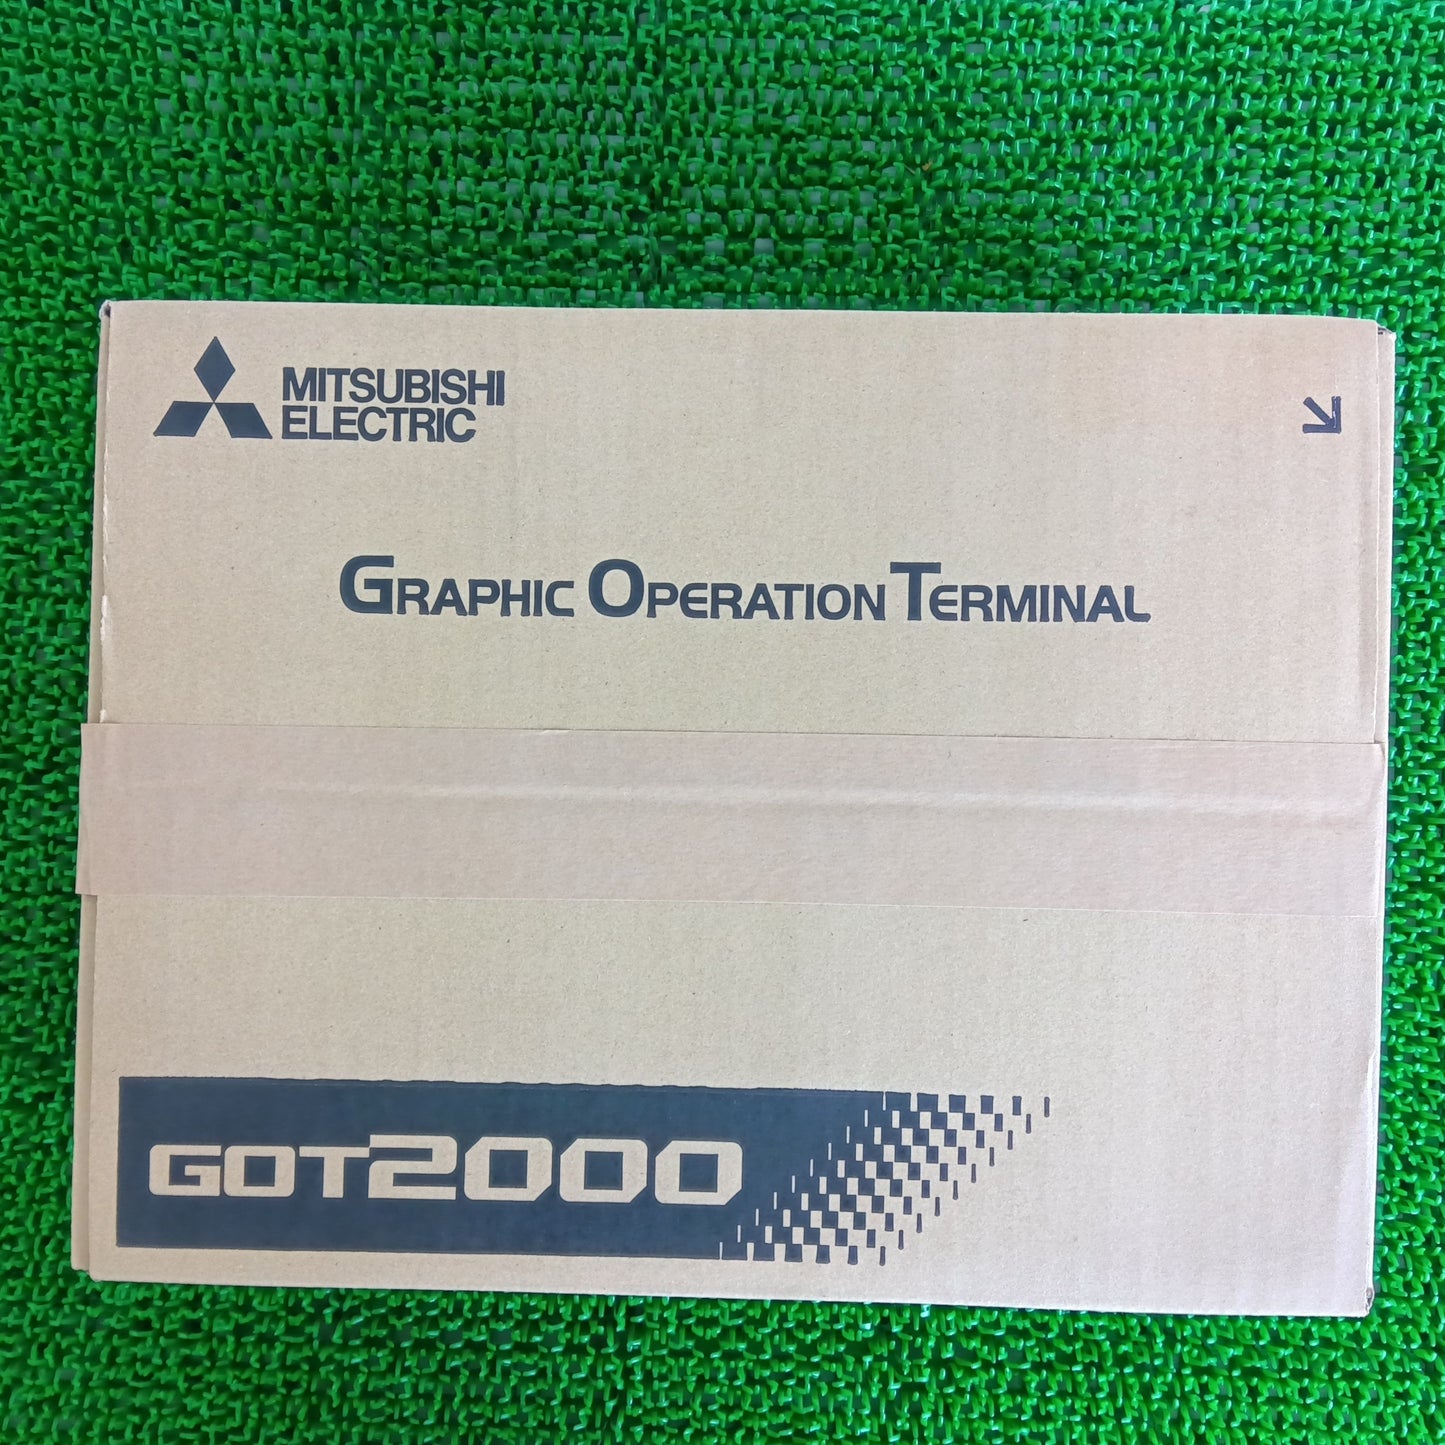 MITSUBISHI
ELECTRIC
GRAPHIC OPERATION TERMINAL
GOT2000